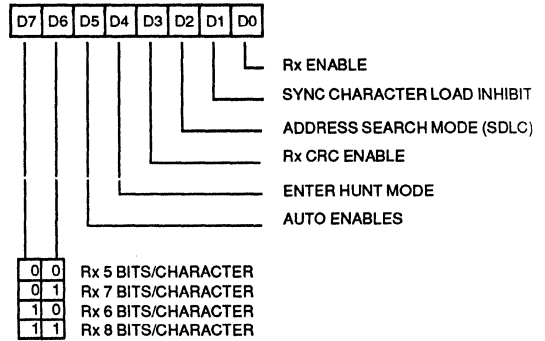 D7 D6 D5 D4 D3 D2 D1 D0
Rx ENABLE
SYNC CHARACTER LOAD INHIBIT
ADDRESS SEARCH MODE (SDLC)
Rx CRC ENABLE
ENTER HUNT MODE
AUTO ENABLES
0 0 Rx 5 BITS/CHARACTER
0 1 Rx 7 BITS/CHARACTER
1 0 Rx 6 BITS/CHARACTER
1 1 Rx 8 BITS/CHARACTER